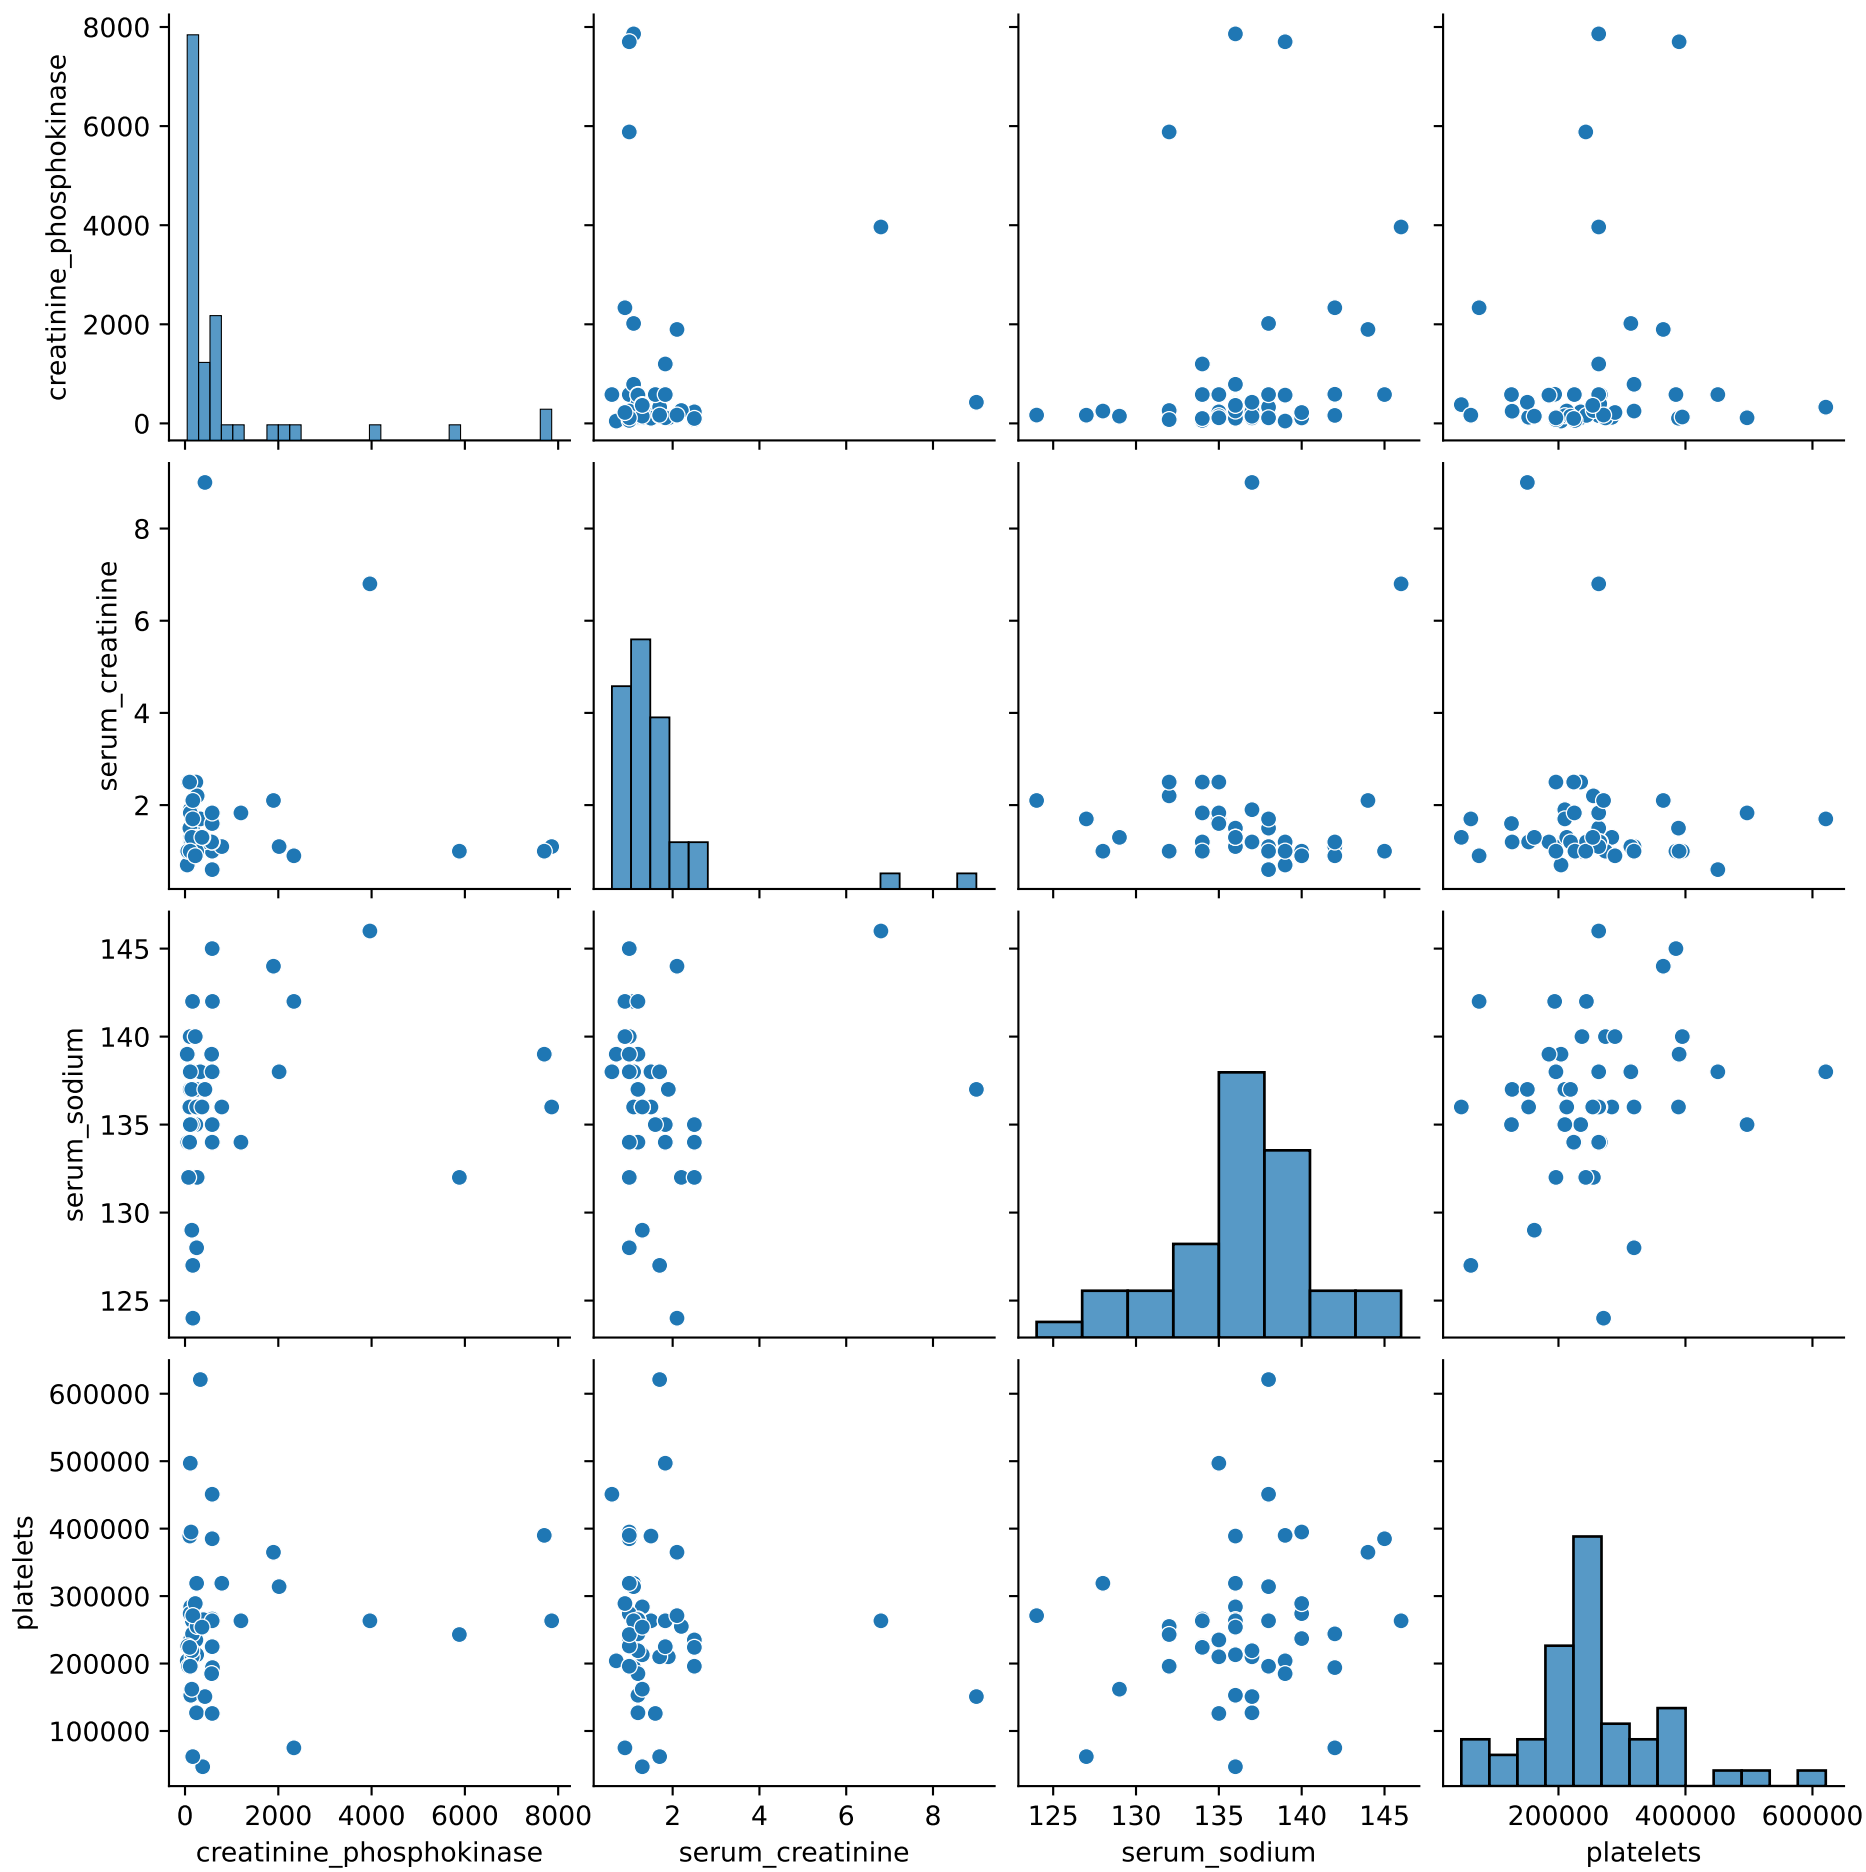 creatinine_phosphokinase
8000
6000
4000
2000
0
serum_creatinine
8
6
4
2
serum_sodium
145
140
135
130
125
platelets
600000
500000
400000
300000
200000
100000
0 2000 4000 6000 8000
creatinine_phosphokinase
2 4 6 8
serum_creatinine
125 130 135 140 145
serum_sodium
200000 400000 600000
platelets